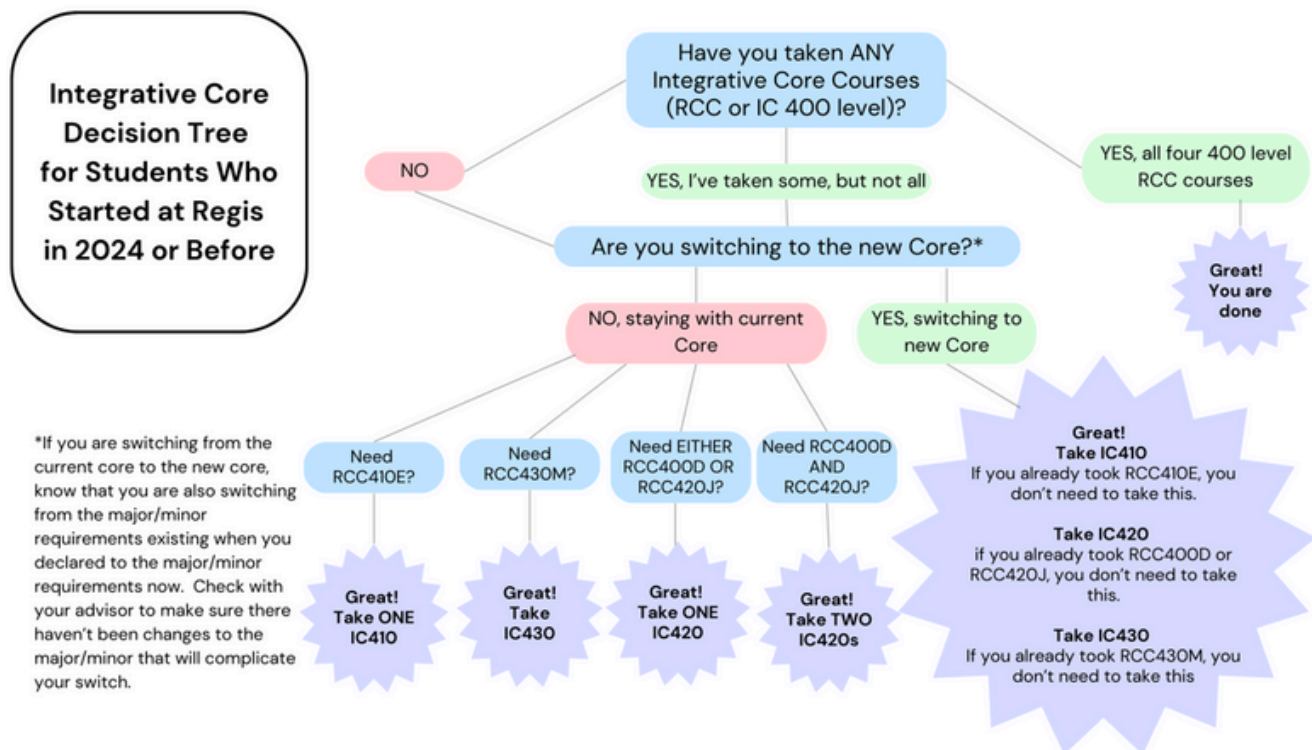 Integrative Core
Decision Tree
for Students Who
Started at Regis
in 2024 or Before
Have you taken ANY
Integrative Core Courses
(RCC or IC 400 level)?
NO
YES, I've taken some, but not all
YES, all four 400 level
RCC courses
Are you switching to the new Core?*
Great!
You are
done
NO, staying with current
Core
YES, switching to
new Core
Need
RCC410E?
Need
RCC430M?
Need EITHER
RCC400D OR
RCC420J?
Need RCC400D
AND
RCC420J?
Great!
Take ONE
IC410
Great!
Take
IC430
Great!
Take ONE
IC420
Great!
Take TWO
IC420s
Great!
Take IC410
If you already took RCC410E, you
don't need to take this.
Take IC420
if you already took RCC400D or
RCC420J, you don't need to take
this.
Take IC430
If you already took RCC430M, you
don't need to take this
*If you are switching from the
current core to the new core,
know that you are also switching
from the major/minor
requirements existing when you
declared to the major/minor
requirements now. Check with
your advisor to make sure there
haven't been changes to the
major/minor that will complicate
your switch.